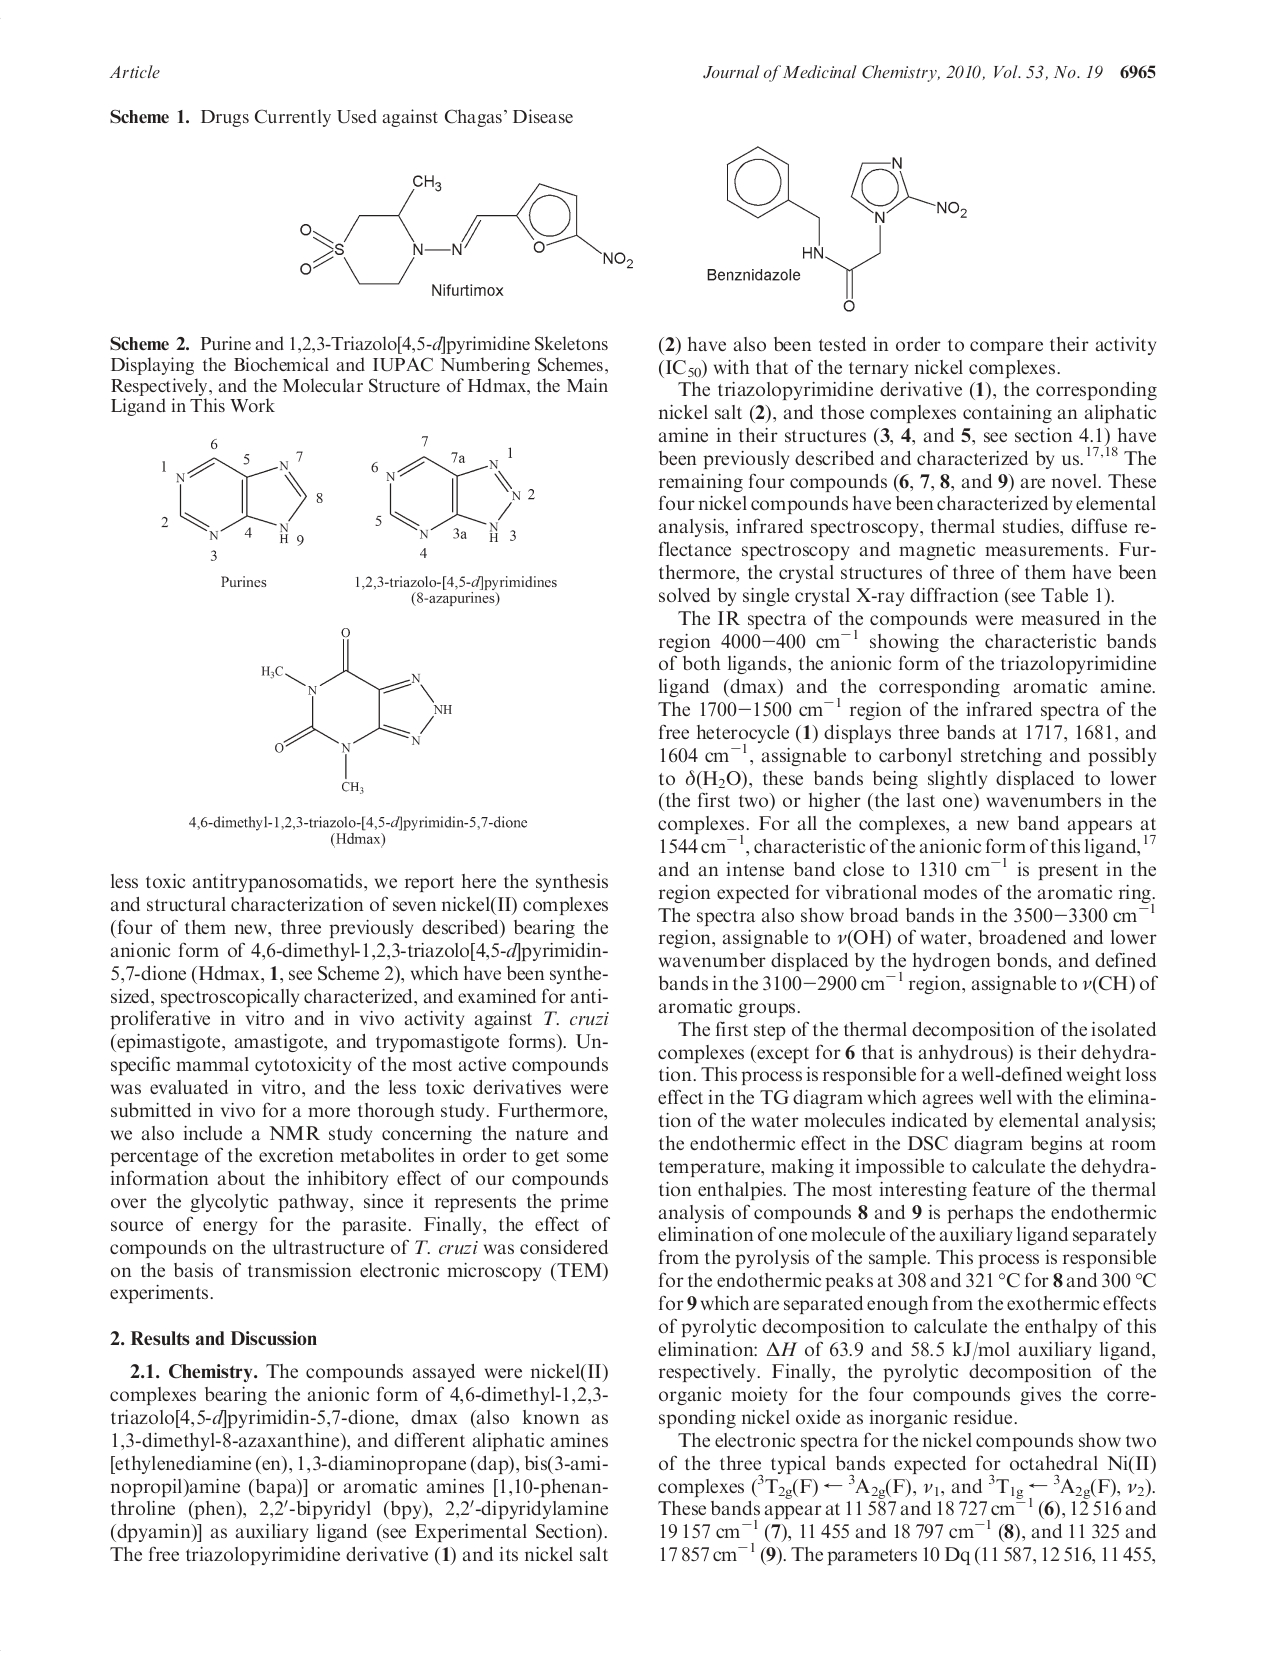 Article
Journal of Medicinal Chemistry, 2010, Vol. 53, No. 19 6965
Scheme 1. Drugs Currently Used against Chagas' Disease
CH3
O
O
S
N
N
O
NO2
Nifurtimox
N
N
NO2
HN
O
Benznidazole
Scheme 2. Purine and 1,2,3-Triazolo[4,5-d]pyrimidine Skeletons
Displaying the Biochemical and IUPAC Numbering Schemes,
Respectively, and the Molecular Structure of Hdmax, the Main
Ligand in This Work
6
1
5
N
7
N
8
2
N
4
N
H 9
3
Purines
7
6
7a
1
N
N
N 2
5
N
3a
N
H 3
4
1,2,3-triazolo-[4,5-d]pyrimidines
(8-azapurines)
O
H3C
N
N
NH
O
N
N
CH3
4,6-dimethyl-1,2,3-triazolo-[4,5-d]pyrimidin-5,7-dione
(Hdmax)
less toxic antitrypanosomatids, we report here the synthesis
and structural characterization of seven nickel(II) complexes
(four of them new, three previously described) bearing the
anionic form of 4,6-dimethyl-1,2,3-triazolo[4,5-d]pyrimidin-
5,7-dione (Hdmax, 1, see Scheme 2), which have been synthe-
sized, spectroscopically characterized, and examined for anti-
proliferative in vitro and in vivo activity against T. cruzi
(epimastigote, amastigote, and trypomastigote forms). Un-
specific mammal cytotoxicity of the most active compounds
was evaluated in vitro, and the less toxic derivatives were
submitted in vivo for a more thorough study. Furthermore,
we also include a NMR study concerning the nature and
percentage of the excretion metabolites in order to get some
information about the inhibitory effect of our compounds
over the glycolytic pathway, since it represents the prime
source of energy for the parasite. Finally, the effect of
compounds on the ultrastructure of T. cruzi was considered
on the basis of transmission electronic microscopy (TEM)
experiments.
2. Results and Discussion
2.1. Chemistry. The compounds assayed were nickel(II)
complexes bearing the anionic form of 4,6-dimethyl-1,2,3-
triazolo[4,5-d]pyrimidin-5,7-dione, dmax (also known as
1,3-dimethyl-8-azaxanthine), and different aliphatic amines
[ethylenediamine (en), 1,3-diaminopropane (dap), bis(3-ami-
nopropil)amine (bapa)] or aromatic amines [1,10-phenan-
throline (phen), 2,2′-bipyridyl (bpy), 2,2′-dipyridylamine
(dpyamin)] as auxiliary ligand (see Experimental Section).
The free triazolopyrimidine derivative (1) and its nickel salt
(2) have also been tested in order to compare their activity
(IC50) with that of the ternary nickel complexes.
The triazolopyrimidine derivative (1), the corresponding
nickel salt (2), and those complexes containing an aliphatic
amine in their structures (3, 4, and 5, see section 4.1) have
been previously described and characterized by us.17,18 The
remaining four compounds (6, 7, 8, and 9) are novel. These
four nickel compounds have been characterized by elemental
analysis, infrared spectroscopy, thermal studies, diffuse re-
flectance spectroscopy and magnetic measurements. Fur-
thermore, the crystal structures of three of them have been
solved by single crystal X-ray diffraction (see Table 1).
The IR spectra of the compounds were measured in the
region 4000−400 cm−1 showing the characteristic bands
of both ligands, the anionic form of the triazolopyrimidine
ligand (dmax) and the corresponding aromatic amine.
The 1700−1500 cm−1 region of the infrared spectra of the
free heterocycle (1) displays three bands at 1717, 1681, and
1604 cm−1, assignable to carbonyl stretching and possibly
to δ(H2O), these bands being slightly displaced to lower
(the first two) or higher (the last one) wavenumbers in the
complexes. For all the complexes, a new band appears at
1544 cm−1, characteristic of the anionic form of this ligand,17
and an intense band close to 1310 cm−1 is present in the
region expected for vibrational modes of the aromatic ring.
The spectra also show broad bands in the 3500−3300 cm−1
region, assignable to ν(OH) of water, broadened and lower
wavenumber displaced by the hydrogen bonds, and defined
bands in the 3100−2900 cm−1 region, assignable to ν(CH) of
aromatic groups.
The first step of the thermal decomposition of the isolated
complexes (except for 6 that is anhydrous) is their dehydra-
tion. This process is responsible for a well-defined weight loss
effect in the TG diagram which agrees well with the elimina-
tion of the water molecules indicated by elemental analysis;
the endothermic effect in the DSC diagram begins at room
temperature, making it impossible to calculate the dehydra-
tion enthalpies. The most interesting feature of the thermal
analysis of compounds 8 and 9 is perhaps the endothermic
elimination of one molecule of the auxiliary ligand separately
from the pyrolysis of the sample. This process is responsible
for the endothermic peaks at 308 and 321 °C for 8 and 300 °C
for 9 which are separated enough from the exothermic effects
of pyrolytic decomposition to calculate the enthalpy of this
elimination: ΔH of 63.9 and 58.5 kJ/mol auxiliary ligand,
respectively. Finally, the pyrolytic decomposition of the
organic moiety for the four compounds gives the corre-
sponding nickel oxide as inorganic residue.
The electronic spectra for the nickel compounds show two
of the three typical bands expected for octahedral Ni(II)
complexes (3T2g(F) ← 3A2g(F), ν1, and 3T1g ← 3A2g(F), ν2).
These bands appear at 11 587 and 18 727 cm−1 (6), 12 516 and
19 157 cm−1 (7), 11 455 and 18 797 cm−1 (8), and 11 325 and
17 857 cm−1 (9). The parameters 10 Dq (11 587, 12 516, 11 455,